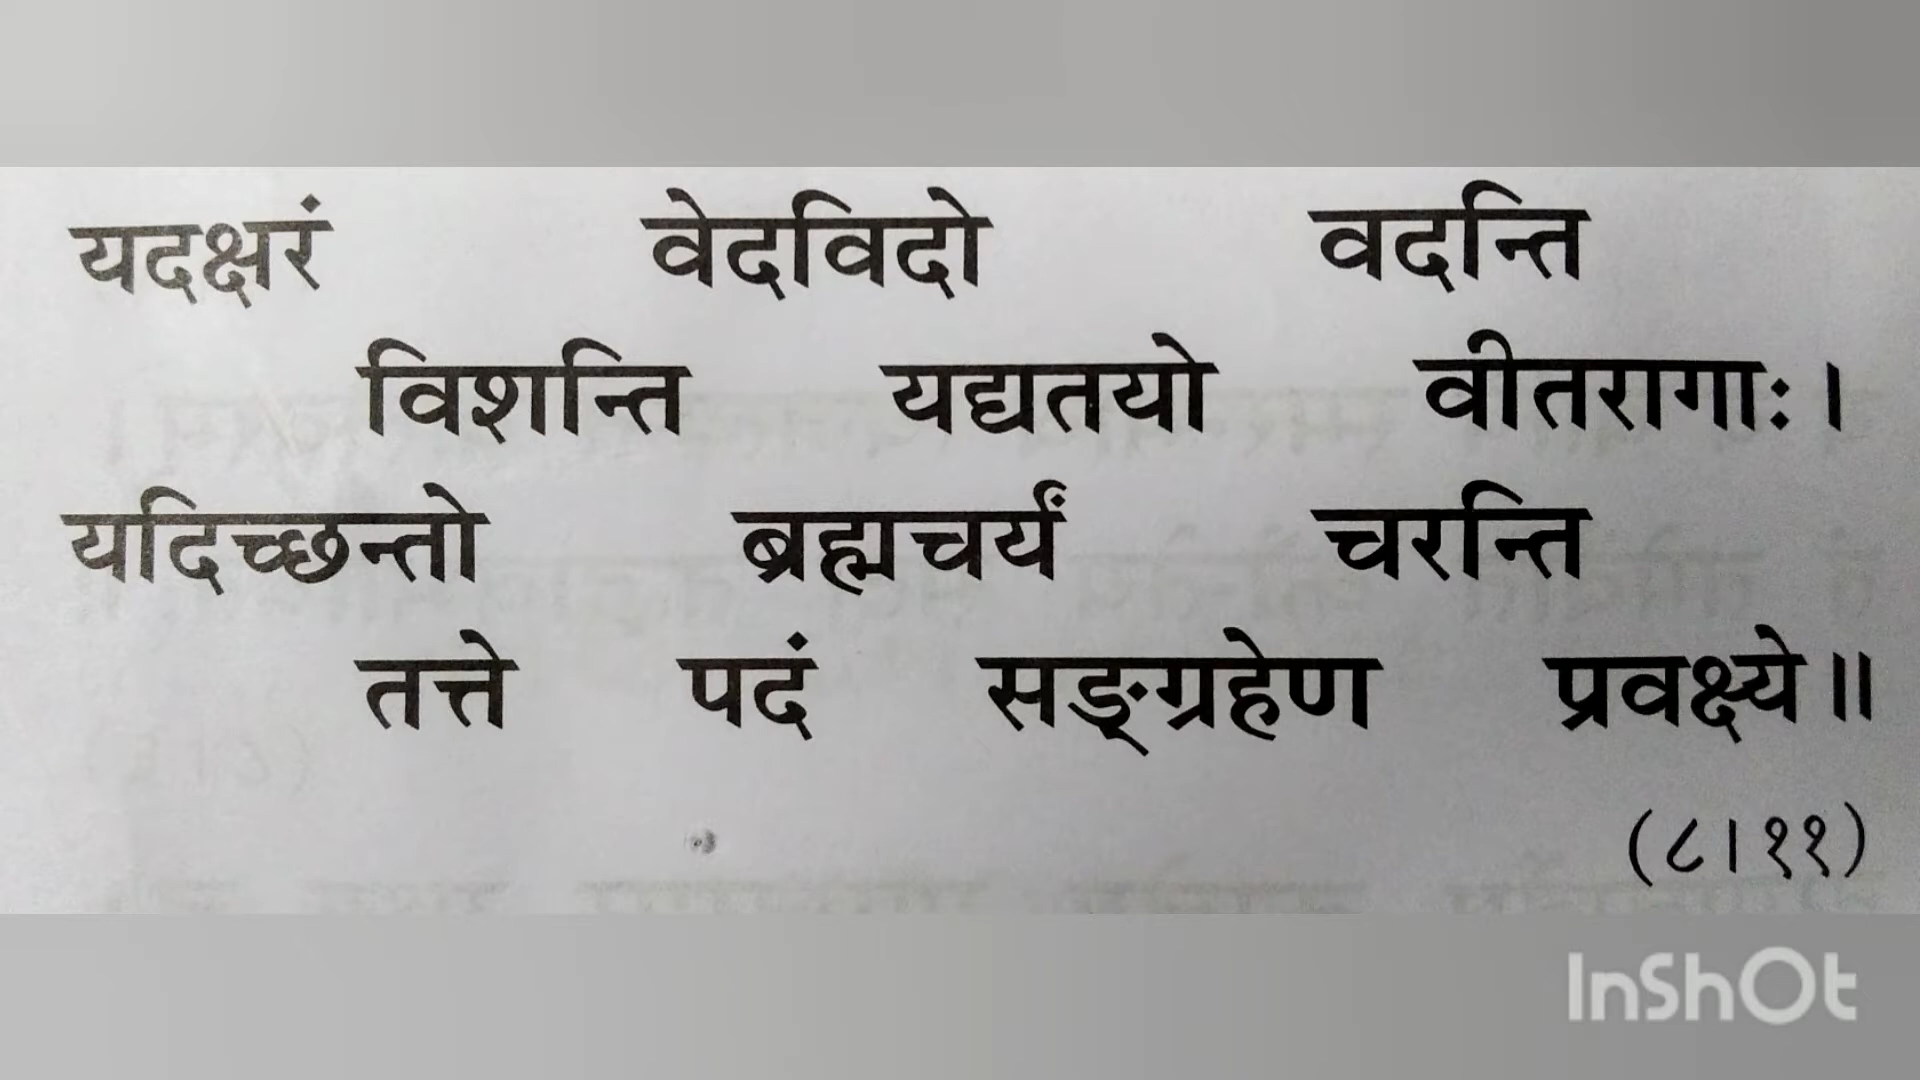 यदक्षरं वेदविदो वदन्ति
विशन्ति यद्यतयो वीतरागाः ।
यदिच्छन्तो ब्रह्मचर्यं चरन्ति
तत्ते पदं सङ्ग्रहेण प्रवक्ष्ये ॥
(८।११)
InShOt